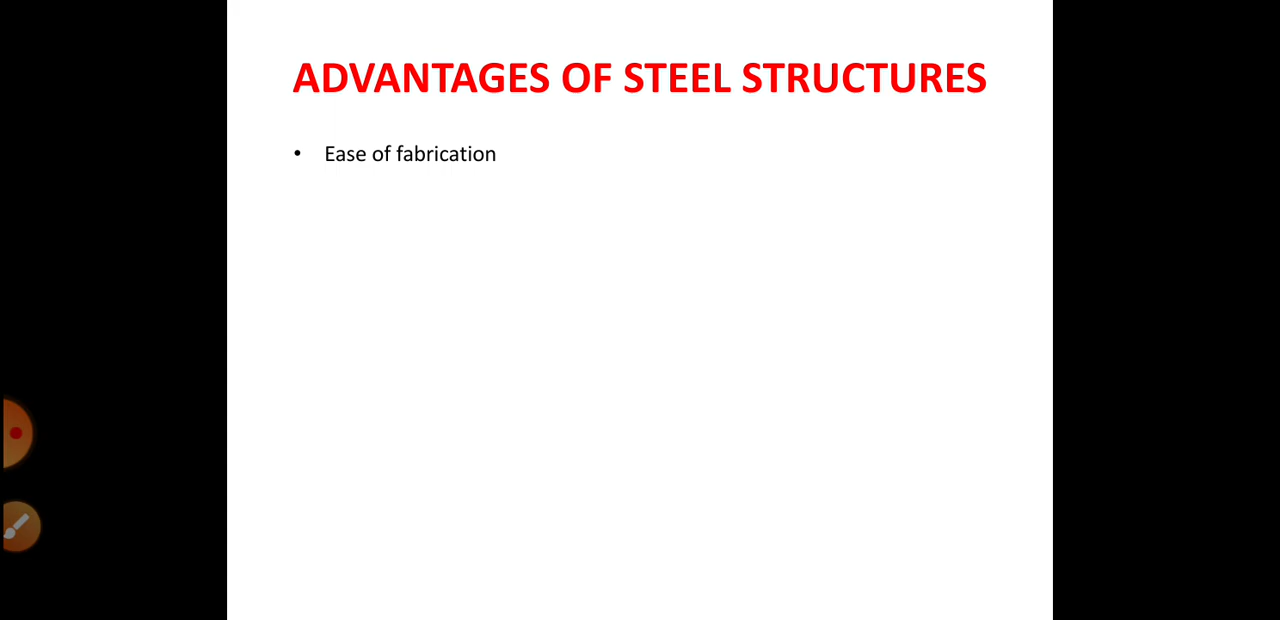 ADVANTAGES OF STEEL STRUCTURES
• Ease of fabrication